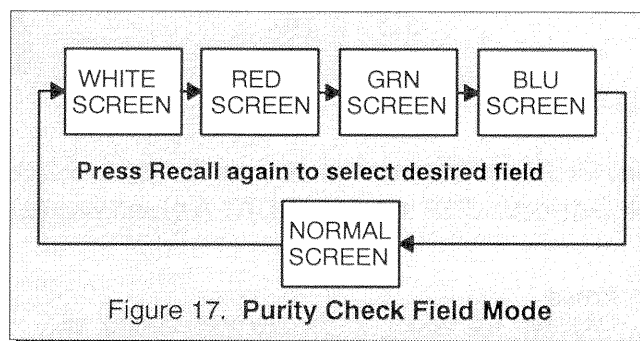 WHITE
SCREEN
RED
SCREEN
GRN
SCREEN
BLU
SCREEN
Press Recall again to select desired field
NORMAL
SCREEN
Figure 17. Purity Check Field Mode